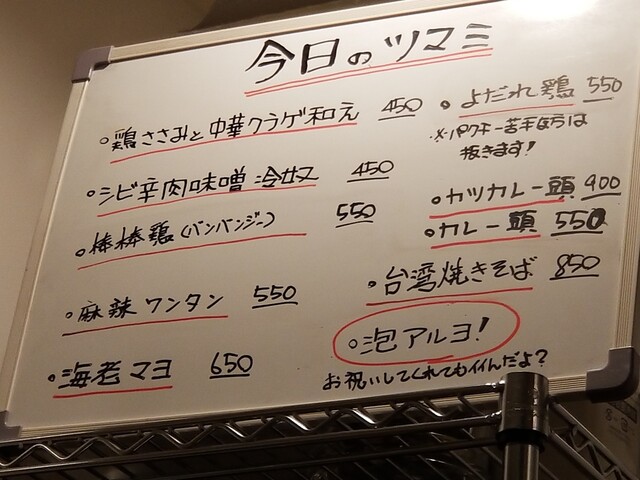 今日のツマミ
。鶏ささみと中華クラゲ和え 450
。シビ辛肉味噌冷奴 450
。棒棒鶏(バンバンジー) 550
。麻辣ワンタン 550
。海老マヨ 650
。よだれ鶏 550
※パクチー苦手な方は
抜きます!
。カツカレー頭 900
。カレー頭 550
。台湾焼きそば 850
。泡アルヨ!
お祝いしてくれてもイイんだよ?